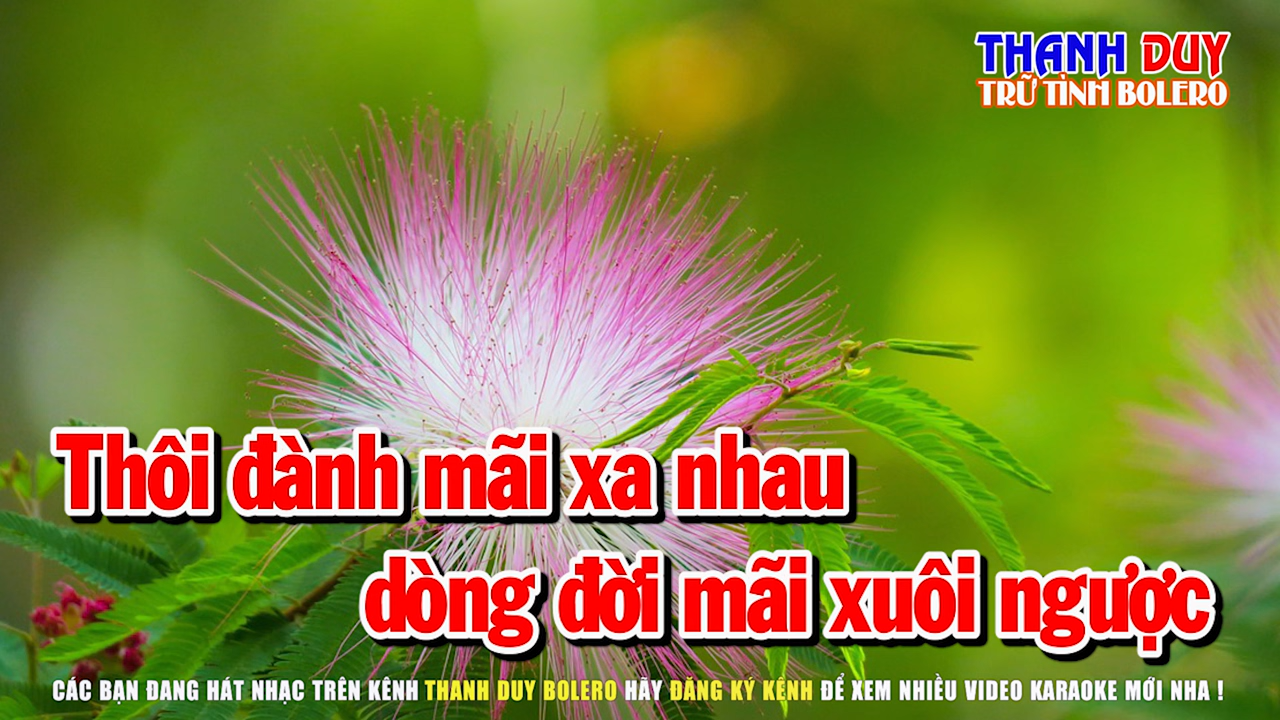 THANH DUY
TRỮ TÌNH BOLERO
Thôi đành mãi xa nhau
dòng đời mãi xuôi ngược
CÁC BẠN ĐANG HÁT NHẠC TRÊN KÊNH THANH DUY BOLERO HÃY ĐĂNG KÝ KÊNH ĐỂ XEM NHIỀU VIDEO KARAOKE MỚI NHA !